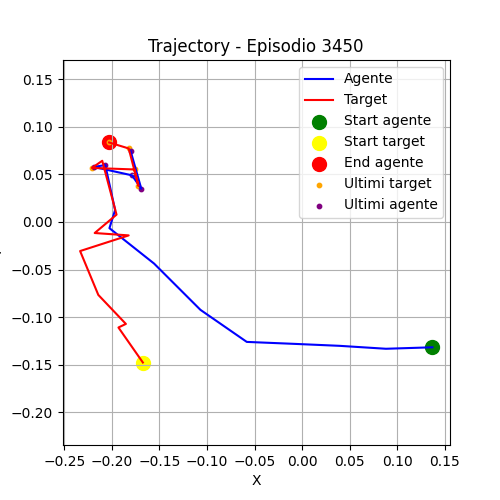 Trajectory - Episodio 3450
Agente
Target
Start agente
Start target
End agente
Ultimi target
Ultimi agente
0.15
0.10
0.05
0.00
−0.05
−0.10
−0.15
−0.20
−0.25 −0.20 −0.15 −0.10 −0.05 0.00 0.05 0.10 0.15
X